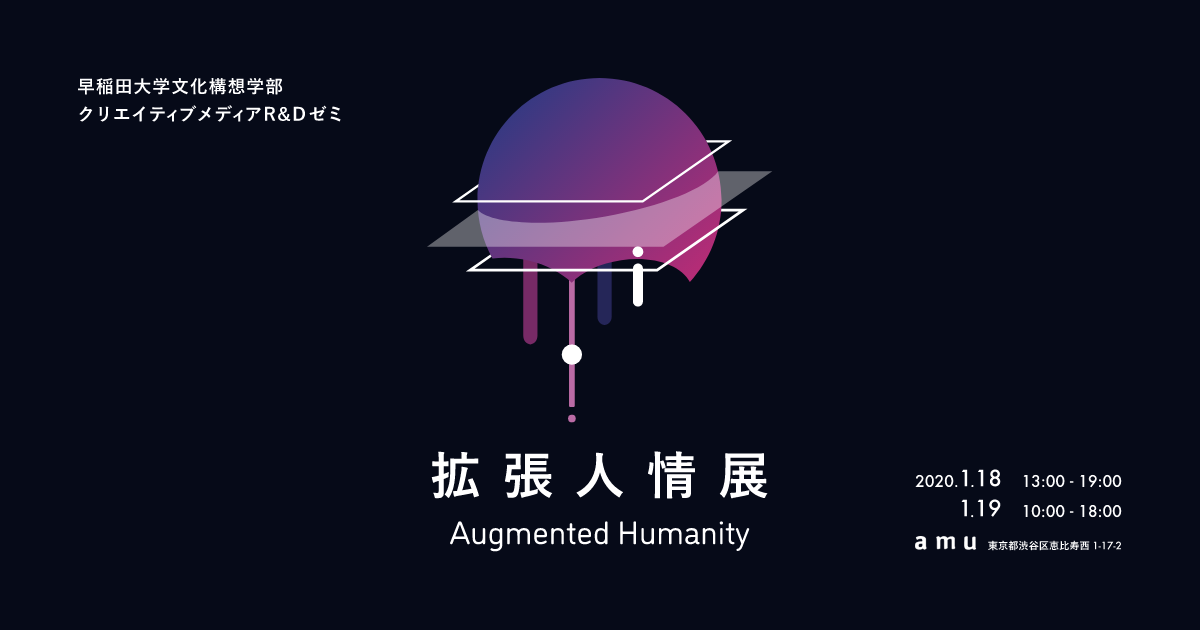 早稲田大学文化構想学部
クリエイティブメディアR&Dゼミ
拡張人情展
Augmented Humanity
2020.1.18 13:00 - 19:00
1.19 10:00 - 18:00
amu 東京都渋谷区恵比寿西 1-17-2